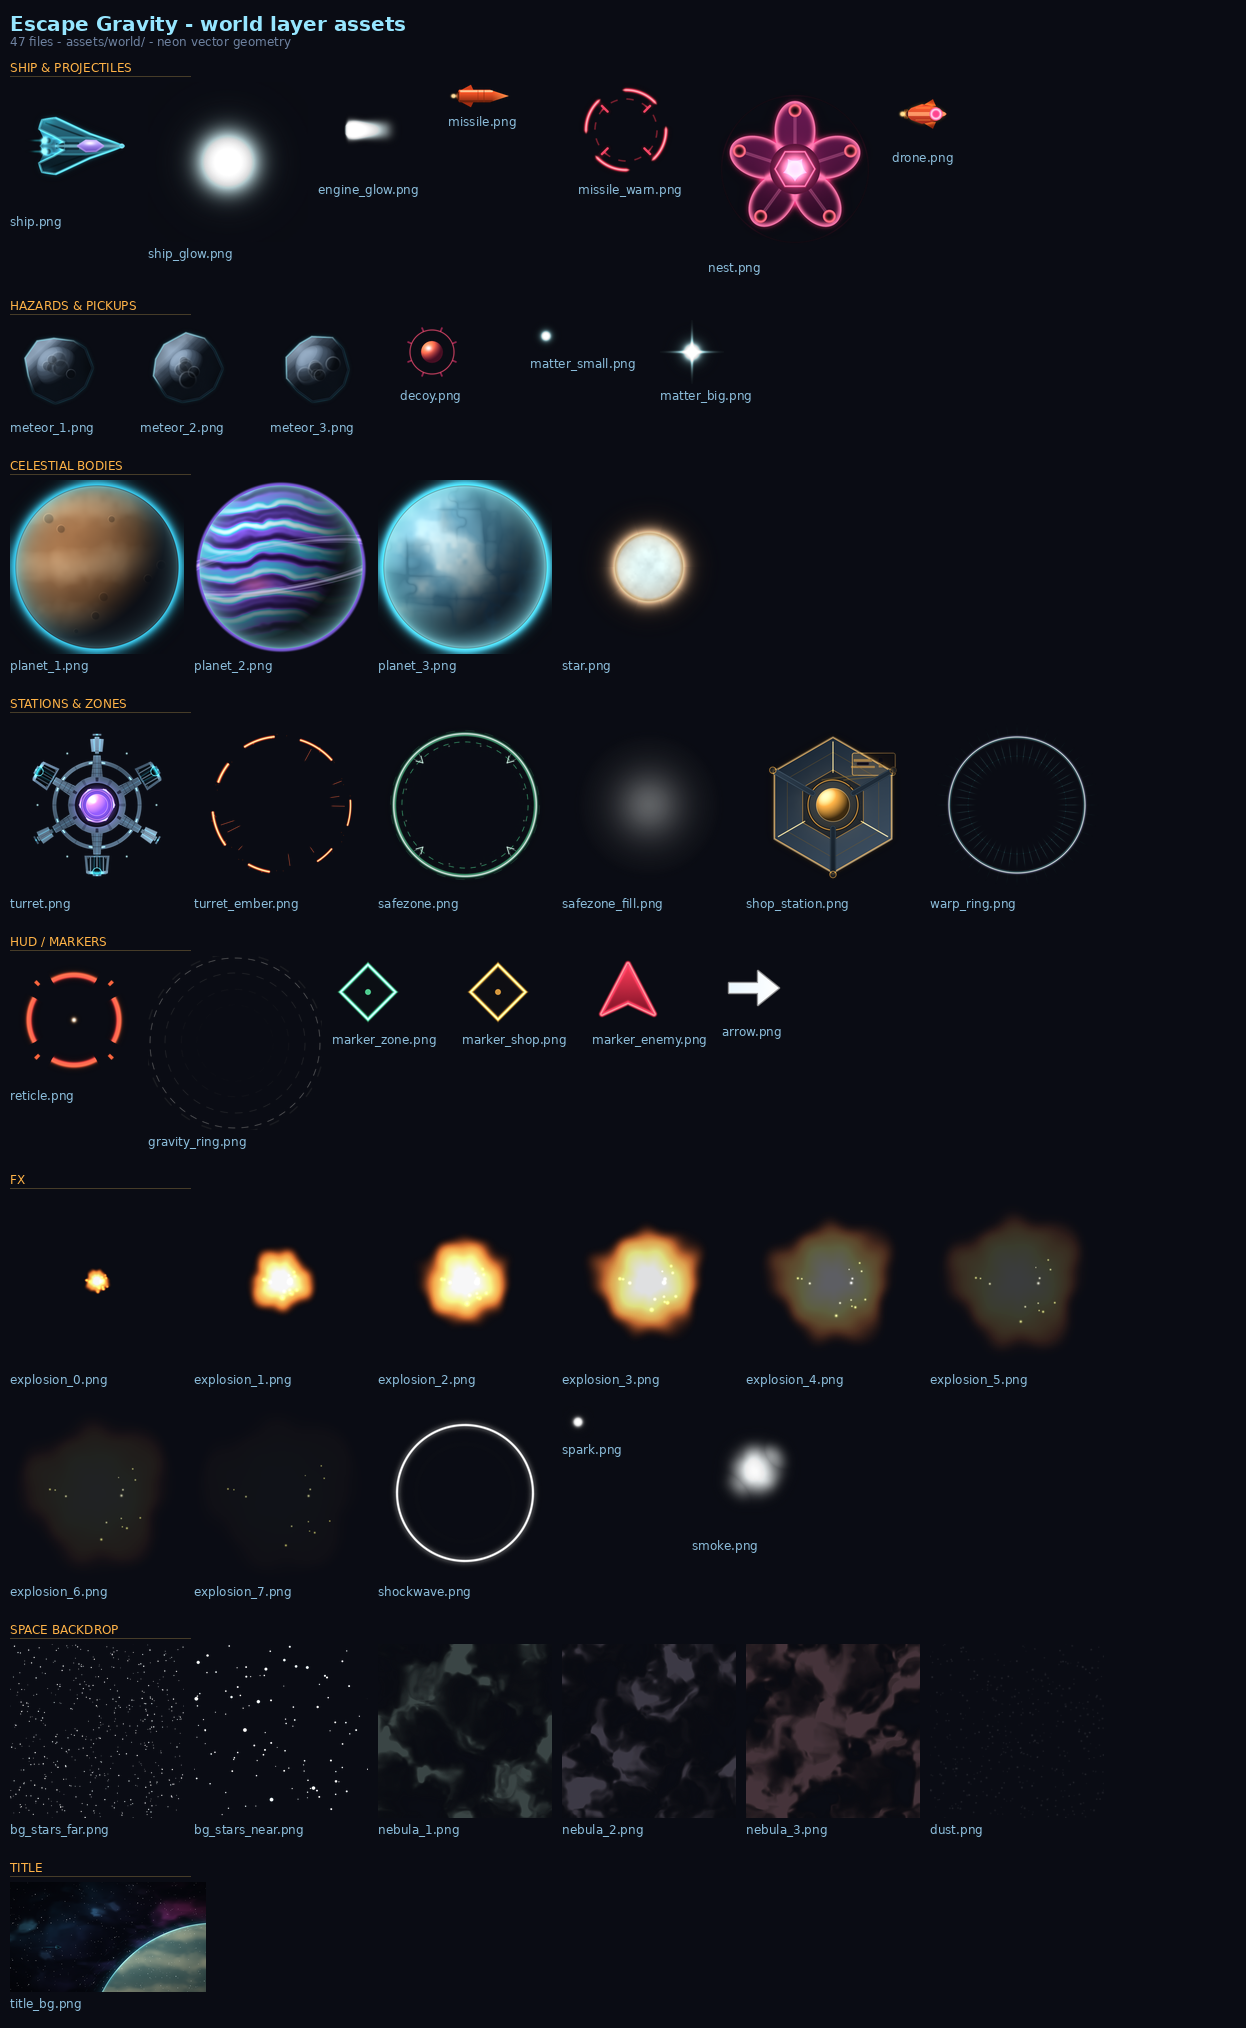 Escape Gravity - world layer assets
47 files - assets/world/ - neon vector geometry
SHIP & PROJECTILES
ship.png
ship_glow.png
engine_glow.png
missile.png
missile_warn.png
nest.png
drone.png
HAZARDS & PICKUPS
meteor_1.png
meteor_2.png
meteor_3.png
decoy.png
matter_small.png
matter_big.png
CELESTIAL BODIES
planet_1.png
planet_2.png
planet_3.png
star.png
STATIONS & ZONES
turret.png
turret_ember.png
safezone.png
safezone_fill.png
shop_station.png
warp_ring.png
HUD / MARKERS
reticle.png
gravity_ring.png
marker_zone.png
marker_shop.png
marker_enemy.png
arrow.png
FX
explosion_0.png
explosion_1.png
explosion_2.png
explosion_3.png
explosion_4.png
explosion_5.png
explosion_6.png
explosion_7.png
shockwave.png
spark.png
smoke.png
SPACE BACKDROP
bg_stars_far.png
bg_stars_near.png
nebula_1.png
nebula_2.png
nebula_3.png
dust.png
TITLE
title_bg.png